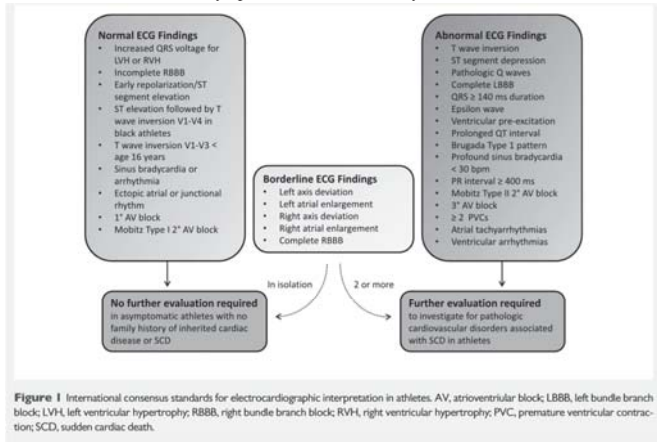 Normal ECG Findings
• Increased QRS voltage for
LVH or RVH
• Incomplete RBBB
• Early repolarization/ST
segment elevation
• ST elevation followed by T
wave inversion V1-V4 in
black athletes
• T wave inversion V1-V3 <
age 16 years
• Sinus bradycardia or
arrhythmia
• Ectopic atrial or junctional
rhythm
• 1° AV block
• Mobitz Type I 2° AV block
Borderline ECG Findings
• Left axis deviation
• Left atrial enlargement
• Right axis deviation
• Right atrial enlargement
• Complete RBBB
Abnormal ECG Findings
• T wave inversion
• ST segment depression
• Pathologic Q waves
• Complete LBBB
• QRS ≥ 140 ms duration
• Epsilon wave
• Ventricular pre-excitation
• Prolonged QT interval
• Brugada Type 1 pattern
• Profound sinus bradycardia
< 30 bpm
• PR interval ≥ 400 ms
• Mobitz Type II 2° AV block
• 3° AV block
• ≥ 2 PVCs
• Atrial tachyarrhythmias
• Ventricular arrhythmias
In isolation
2 or more
No further evaluation required
in asymptomatic athletes with no
family history of inherited cardiac
disease or SCD
Further evaluation required
to investigate for pathologic
cardiovascular disorders associated
with SCD in athletes
Figure 1 International consensus standards for electrocardiographic interpretation in athletes. AV, atrioventriular block; LBBB, left bundle branch
block; LVH, left ventricular hypertrophy; RBBB, right bundle branch block; RVH, right ventricular hypertrophy; PVC, premature ventricular contrac-
tion; SCD, sudden cardiac death.